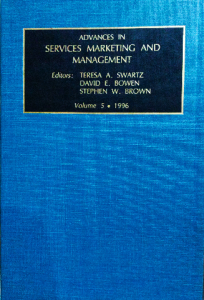 ADVANCES IN
SERVICES MARKETING AND
MANAGEMENT
Editors: TERESA A. SWARTZ
DAVID E. BOWEN
STEPHEN W. BROWN
Volume 5 • 1996